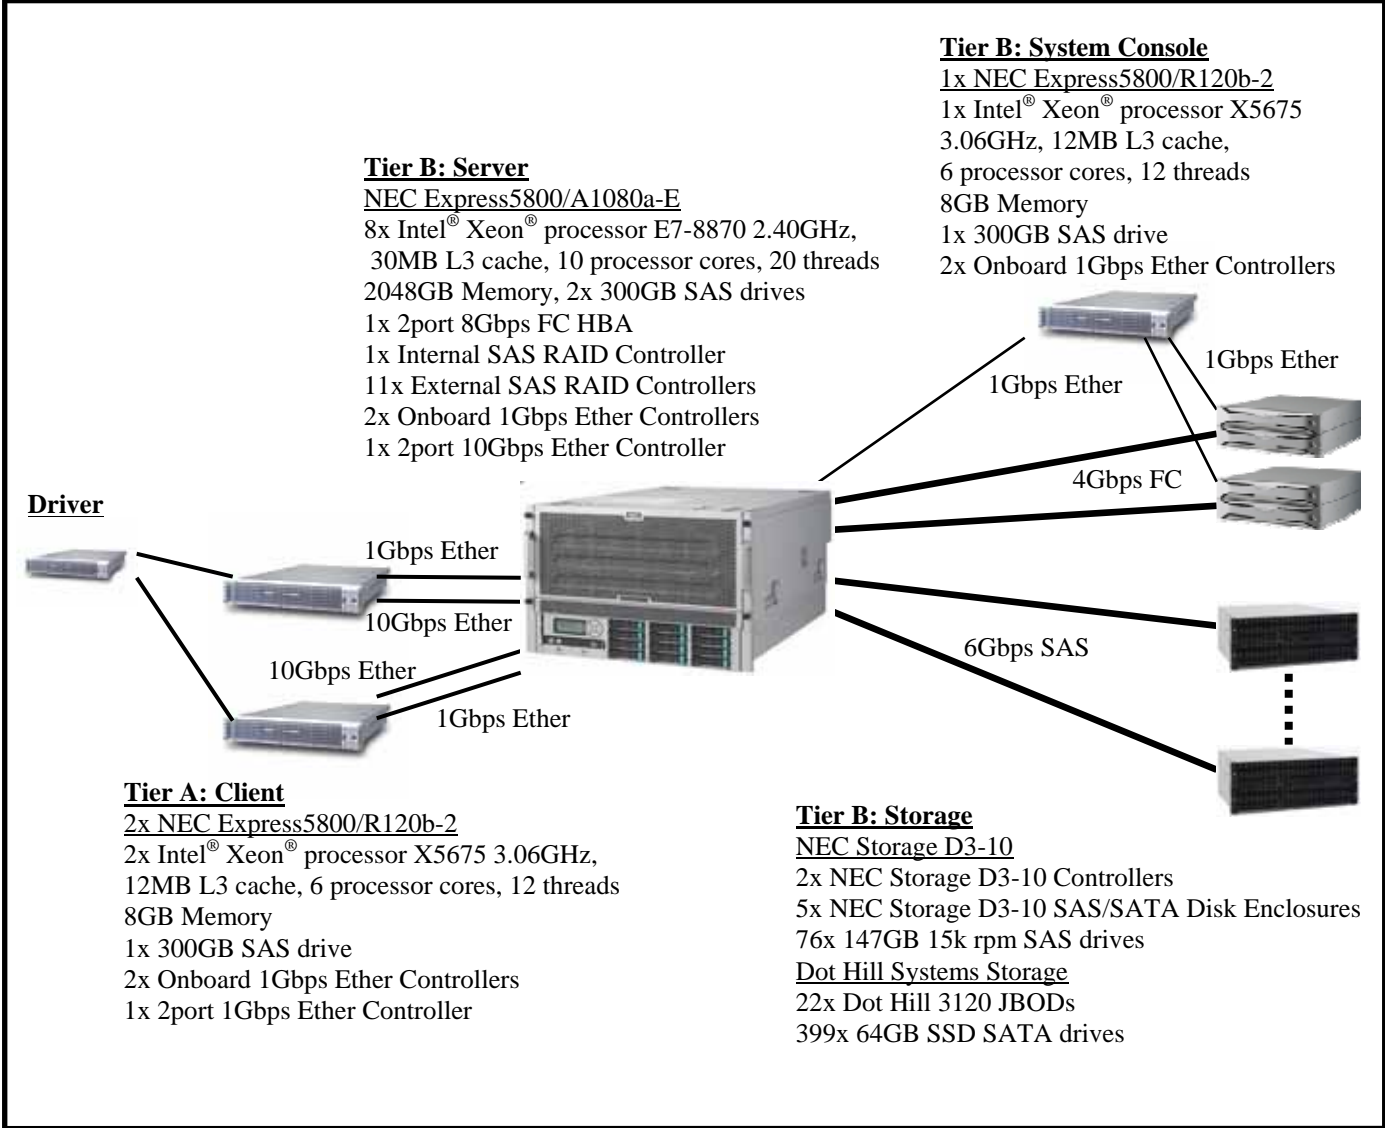 Tier B: System Console
1x NEC Express5800/R120b-2
1x Intel® Xeon® processor X5675
3.06GHz, 12MB L3 cache,
6 processor cores, 12 threads
8GB Memory
1x 300GB SAS drive
2x Onboard 1Gbps Ether Controllers
Tier B: Server
NEC Express5800/A1080a-E
8x Intel® Xeon® processor E7-8870 2.40GHz,
30MB L3 cache, 10 processor cores, 20 threads
2048GB Memory, 2x 300GB SAS drives
1x 2port 8Gbps FC HBA
1x Internal SAS RAID Controller
11x External SAS RAID Controllers
2x Onboard 1Gbps Ether Controllers
1x 2port 10Gbps Ether Controller
1Gbps Ether
1Gbps Ether
4Gbps FC
Driver
1Gbps Ether
10Gbps Ether
10Gbps Ether
1Gbps Ether
6Gbps SAS
Tier A: Client
2x NEC Express5800/R120b-2
2x Intel® Xeon® processor X5675 3.06GHz,
12MB L3 cache, 6 processor cores, 12 threads
8GB Memory
1x 300GB SAS drive
2x Onboard 1Gbps Ether Controllers
1x 2port 1Gbps Ether Controller
Tier B: Storage
NEC Storage D3-10
2x NEC Storage D3-10 Controllers
5x NEC Storage D3-10 SAS/SATA Disk Enclosures
76x 147GB 15k rpm SAS drives
Dot Hill Systems Storage
22x Dot Hill 3120 JBODs
399x 64GB SSD SATA drives